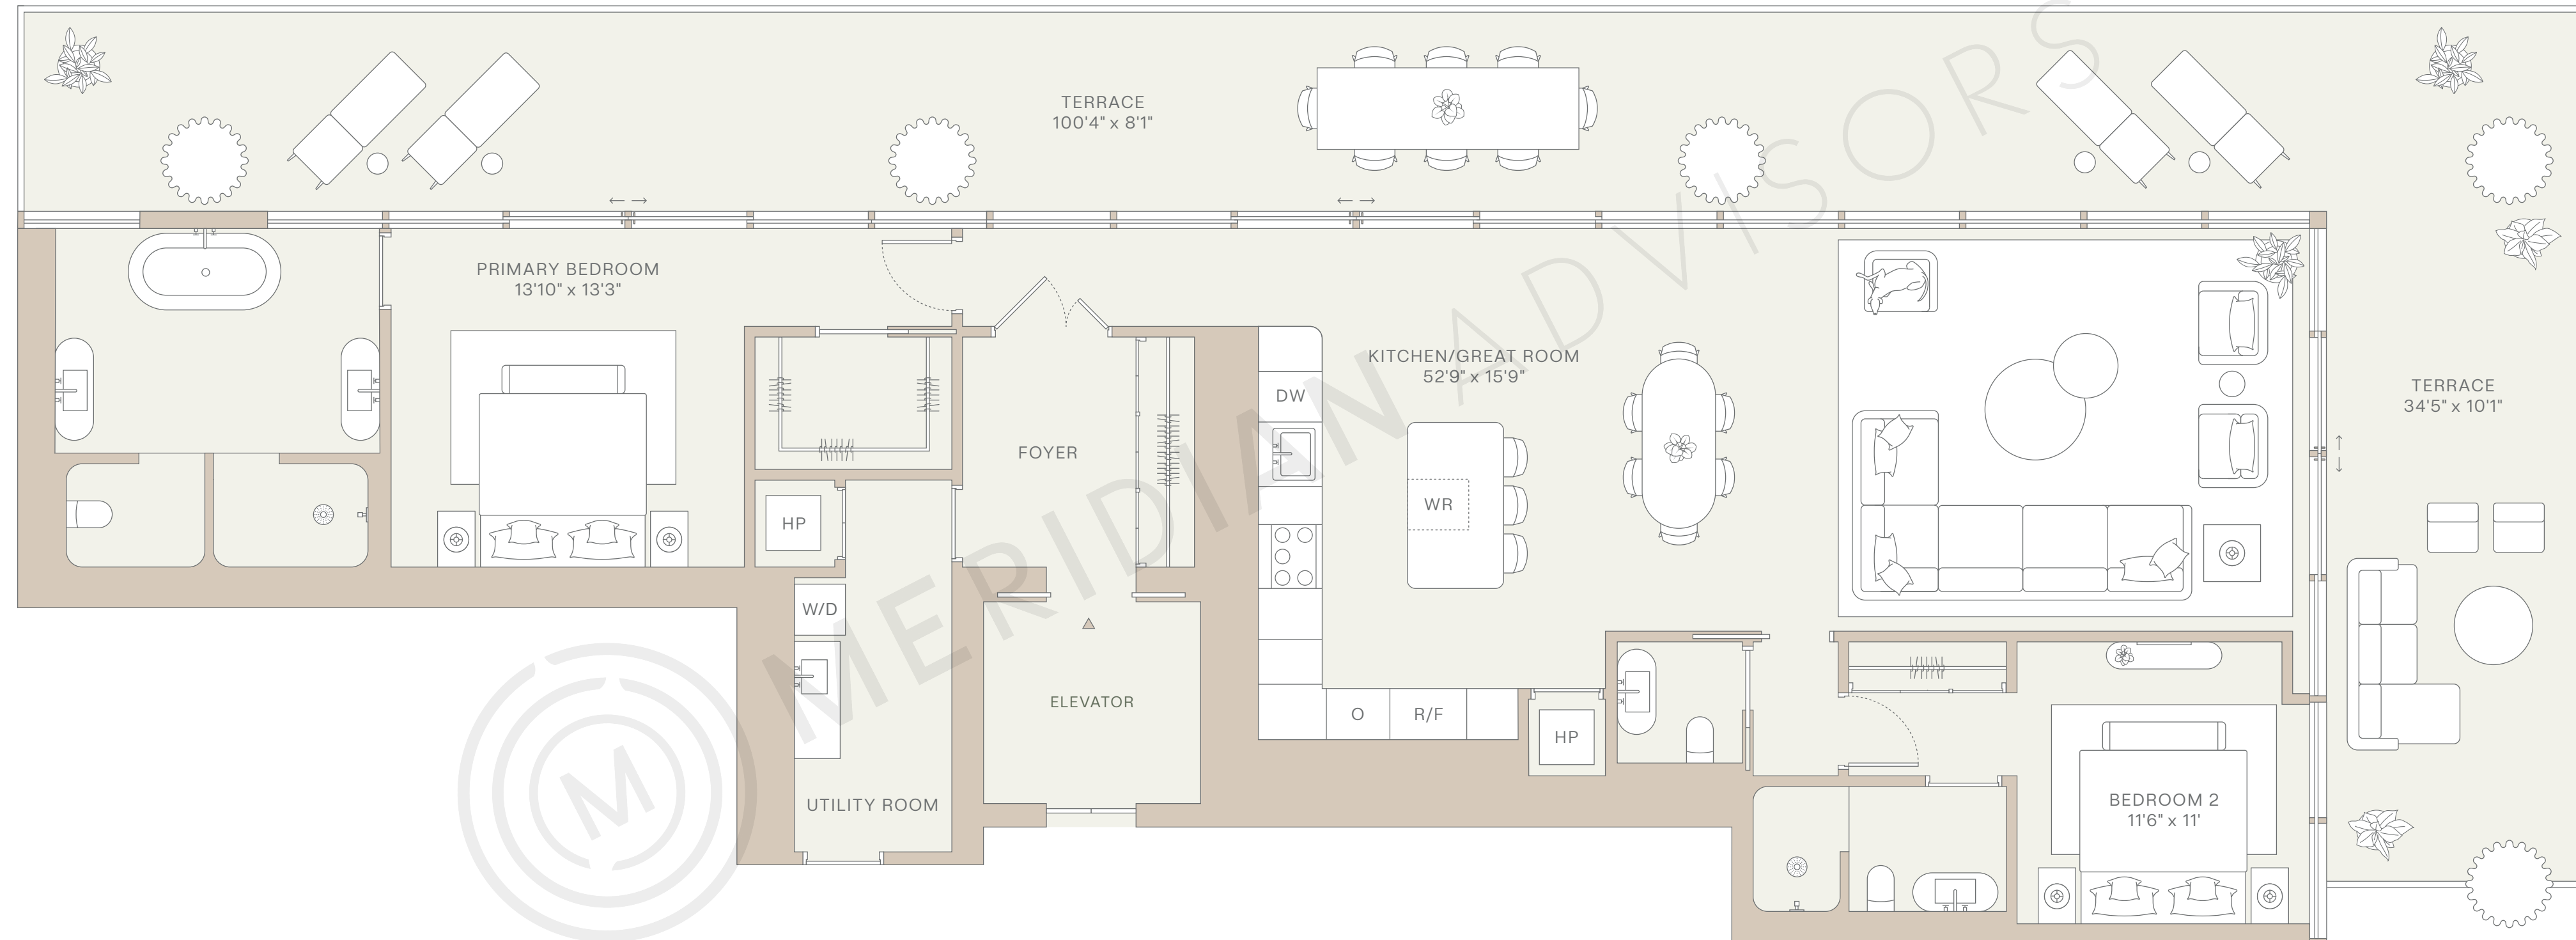 TERRACE
100'4" x 8'1"
PRIMARY BEDROOM
13'10" x 13'3"
KITCHEN/GREAT ROOM
52'9" x 15'9"
TERRACE
34'5" x 10'1"
DW
FOYER
WR
HP
W/D
ELEVATOR
O
R/F
HP
UTILITY ROOM
BEDROOM 2
11'6" x 11'
M
MERIDIAN ADVISORS